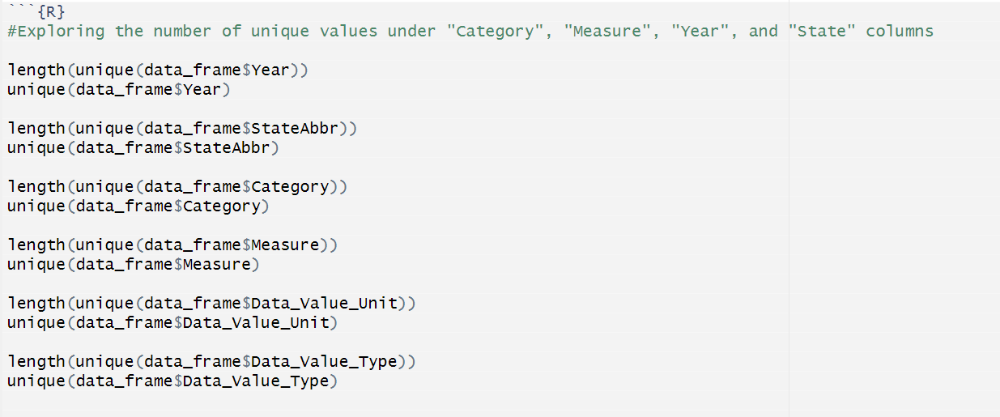 ```{R}
#Exploring the number of unique values under "Category", "Measure", "Year", and "State" columns
length(unique(data_frame$Year))
unique(data_frame$Year)
length(unique(data_frame$StateAbbr))
unique(data_frame$StateAbbr)
length(unique(data_frame$Category))
unique(data_frame$Category)
length(unique(data_frame$Measure))
unique(data_frame$Measure)
length(unique(data_frame$Data_Value_Unit))
unique(data_frame$Data_Value_Unit)
length(unique(data_frame$Data_Value_Type))
unique(data_frame$Data_Value_Type)